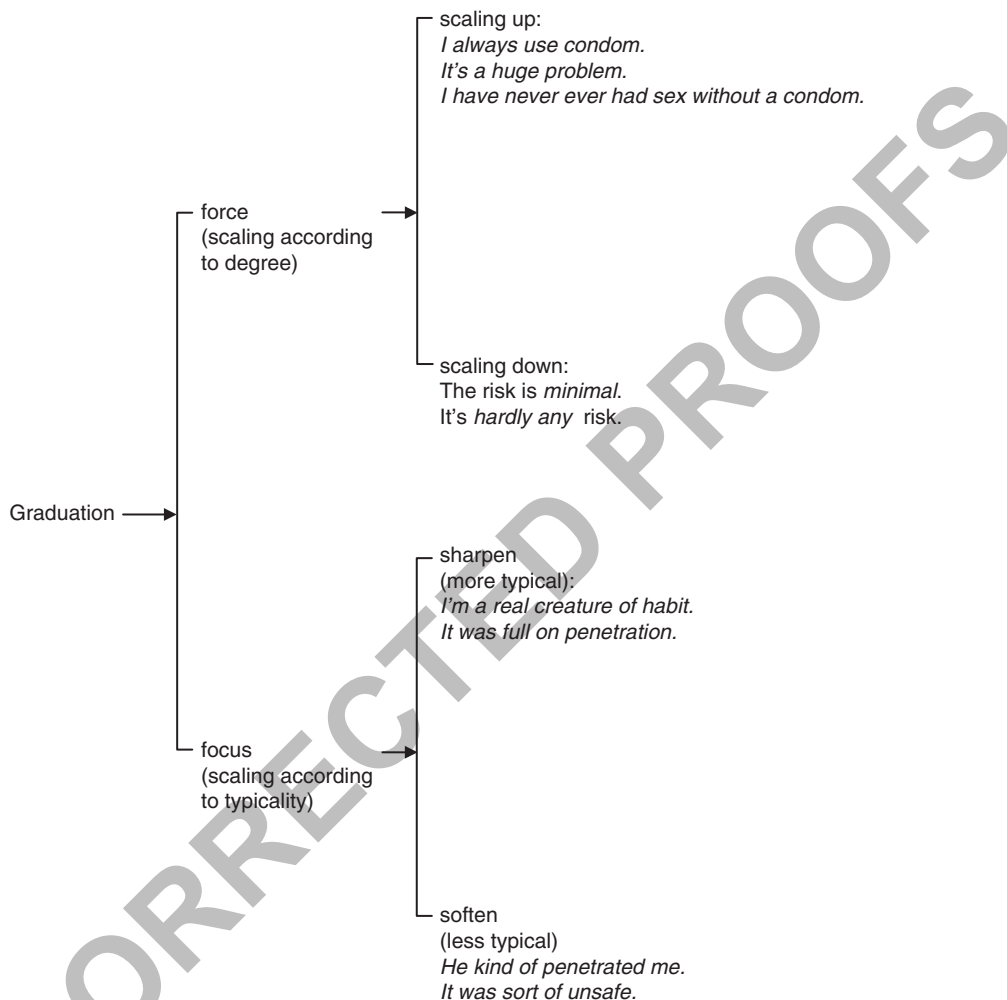 scaling up:
I always use condom.
It's a huge problem.
I have never ever had sex without a condom.
force
(scaling according
to degree)
scaling down:
The risk is minimal.
It's hardly any risk.
Graduation
sharpen
(more typical):
I'm a real creature of habit.
It was full on penetration.
focus
(scaling according
to typicality)
soften
(less typical)
He kind of penetrated me.
It was sort of unsafe.
ORRECTED PROOFS